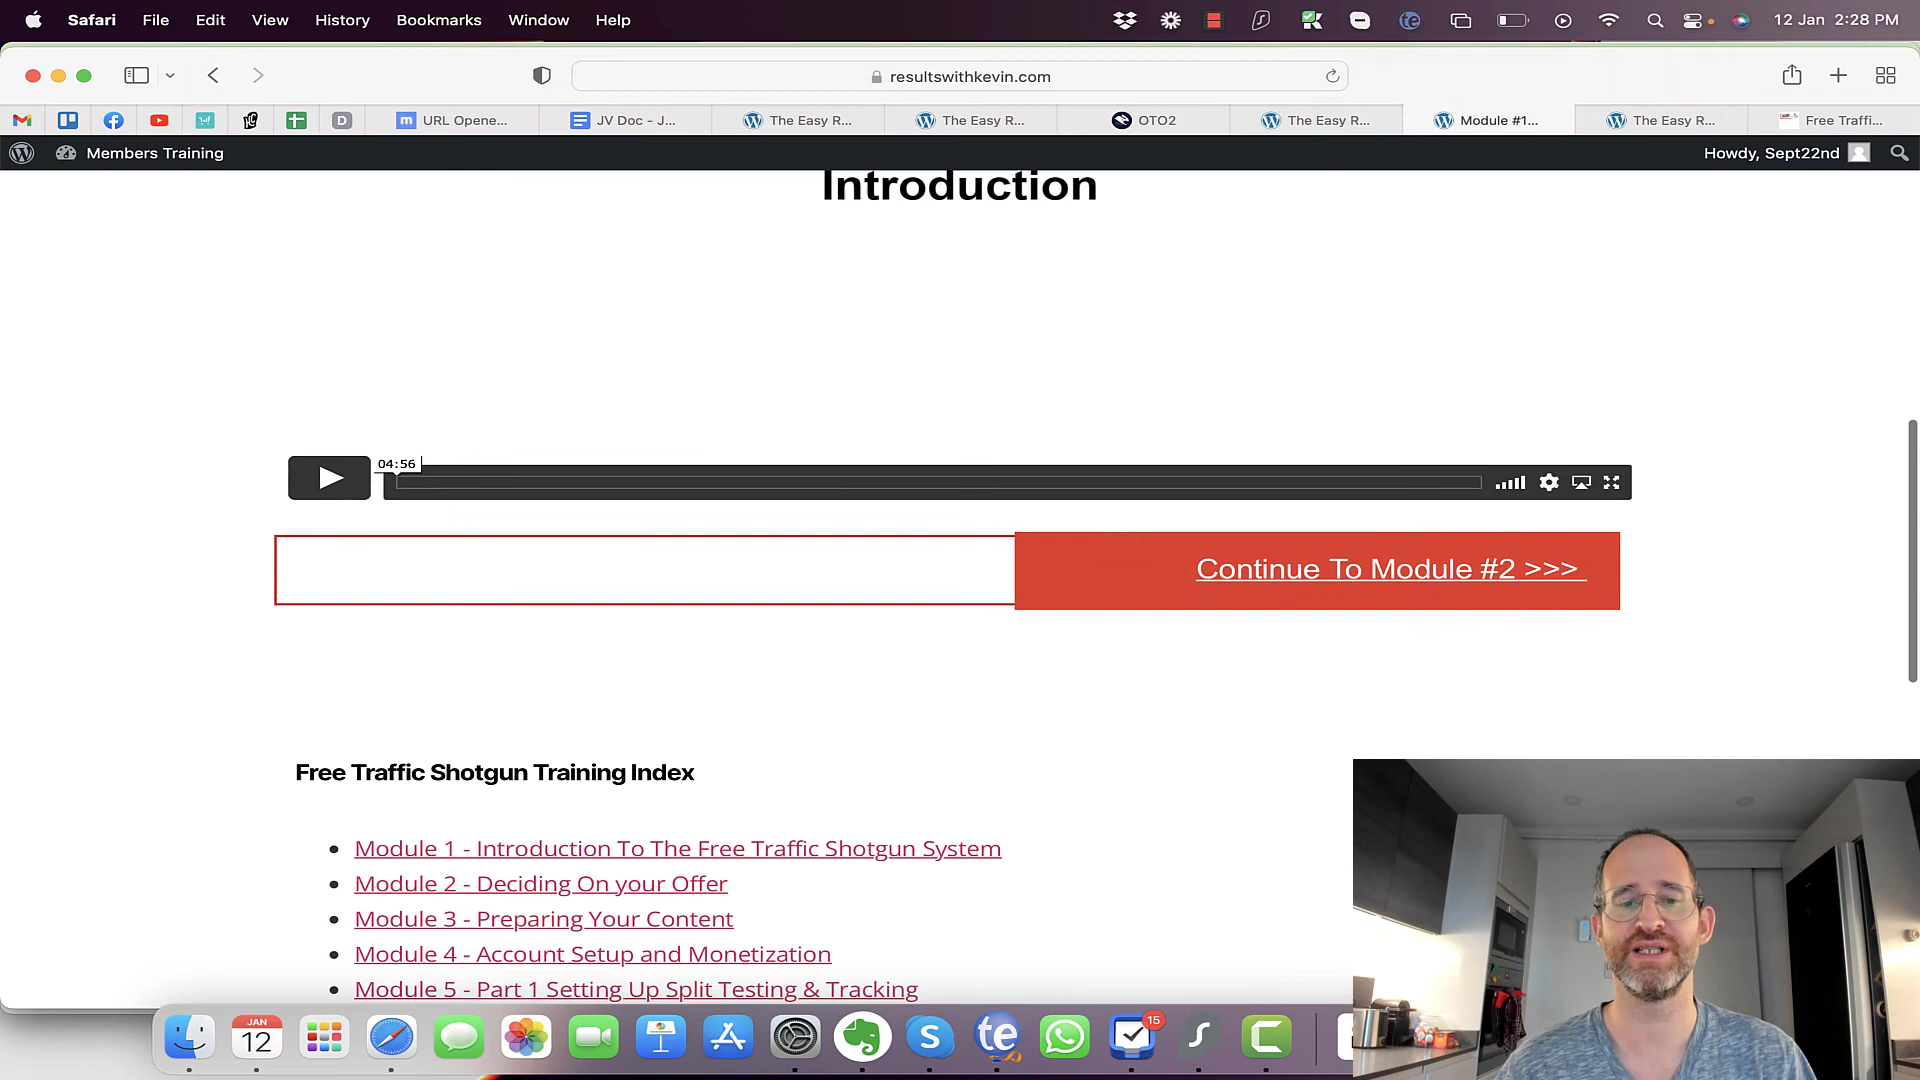 Safari File Edit View History Bookmarks Window Help 12 Jan 2:28 PM
resultswithkevin.com
D URL Opene... JV Doc - J... The Easy R... The Easy R... OTO2 The Easy R... Module #1... The Easy R... Free Traffi...
Members Training Howdy, Sept22nd
Introduction
04:56
Continue To Module #2 >>>
Free Traffic Shotgun Training Index
Module 1 - Introduction To The Free Traffic Shotgun System
Module 2 - Deciding On your Offer
Module 3 - Preparing Your Content
Module 4 - Account Setup and Monetization
Module 5 - Part 1 Setting Up Split Testing & Tracking
JAN
12
te
15